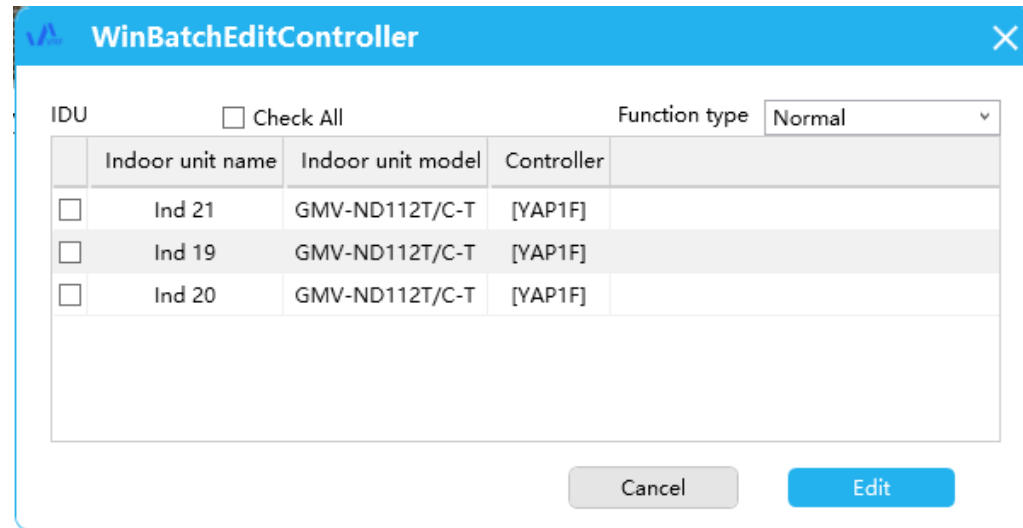 WinBatchEditController
IDU Check All Function type Normal
Indoor unit name Indoor unit model Controller
Ind 21 GMV-ND112T/C-T [YAP1F]
Ind 19 GMV-ND112T/C-T [YAP1F]
Ind 20 GMV-ND112T/C-T [YAP1F]
Cancel Edit